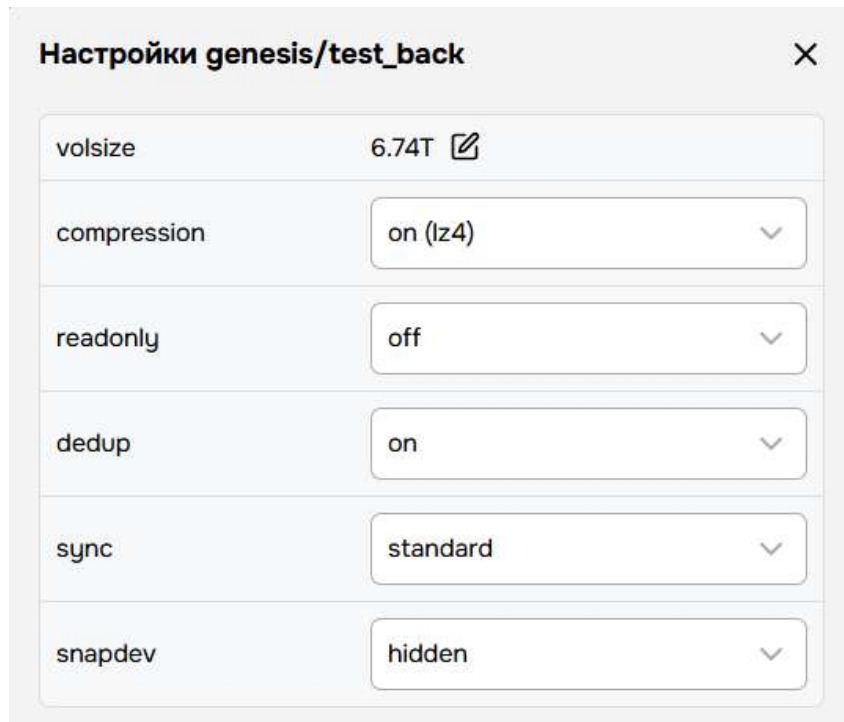 Настройки genesis/test_back
volsize 6.74T
compression on (lz4)
readonly off
dedup on
sync standard
snapdev hidden